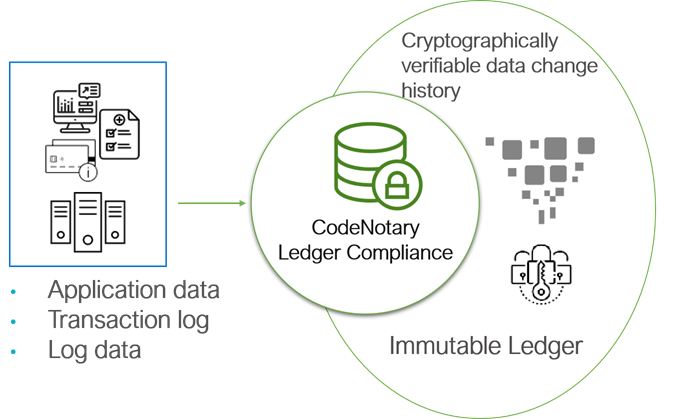 Cryptographically
verifiable data change
history
CodeNotary
Ledger Compliance
Immutable Ledger
• Application data
• Transaction log
• Log data